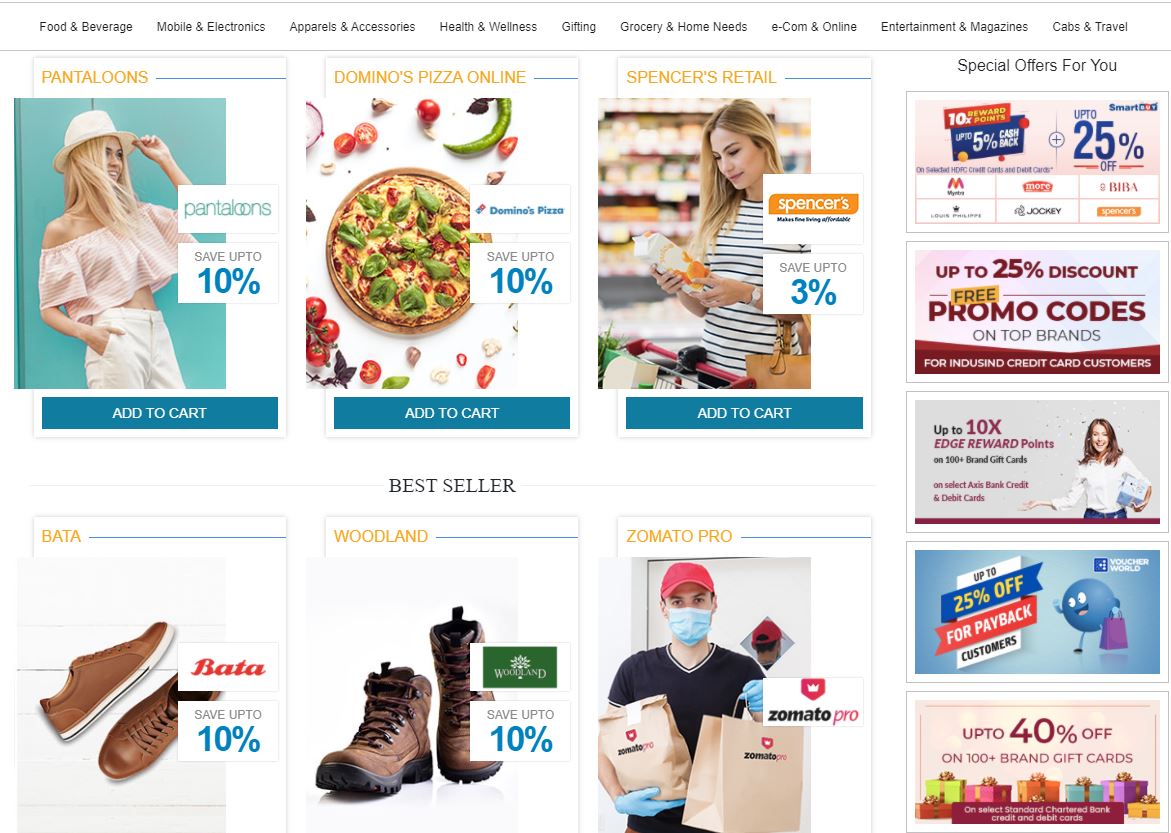 Food & Beverage Mobile & Electronics Apparels & Accessories Health & Wellness Gifting Grocery & Home Needs e-Com & Online Entertainment & Magazines Cabs & Travel
PANTALOONS
pantaloons
SAVE UPTO
10%
ADD TO CART
DOMINO'S PIZZA ONLINE
Domino's Pizza
SAVE UPTO
10%
ADD TO CART
SPENCER'S RETAIL
spencer's
Makes fine living affordable
SAVE UPTO
3%
ADD TO CART
BEST SELLER
BATA
Bata
SAVE UPTO
10%
WOODLAND
WOODLAND
SAVE UPTO
10%
ZOMATO PRO
zomato pro
zomato pro
zomato pro
Special Offers For You
SmartBUY
10X REWARD
POINTS
UPTO 5% CASH
BACK
+
UPTO
25%
OFF
On Selected HDFC Credit Cards and Debit Cards*
Myntra more BIBA
LOUIS PHILIPPE JOCKEY spencer's
UP TO 25% DISCOUNT
FREE
PROMO CODES
ON TOP BRANDS
FOR INDUSIND CREDIT CARD CUSTOMERS
Up to 10X
EDGE REWARD Points
on 100+ Brand Gift Cards
on select Axis Bank Credit
& Debit Cards
VOUCHER
WORLD
UP TO
25% OFF
FOR PAYBACK
CUSTOMERS
UPTO 40% OFF
ON 100+ BRAND GIFT CARDS
On select Standard Chartered Bank
credit and debit cards